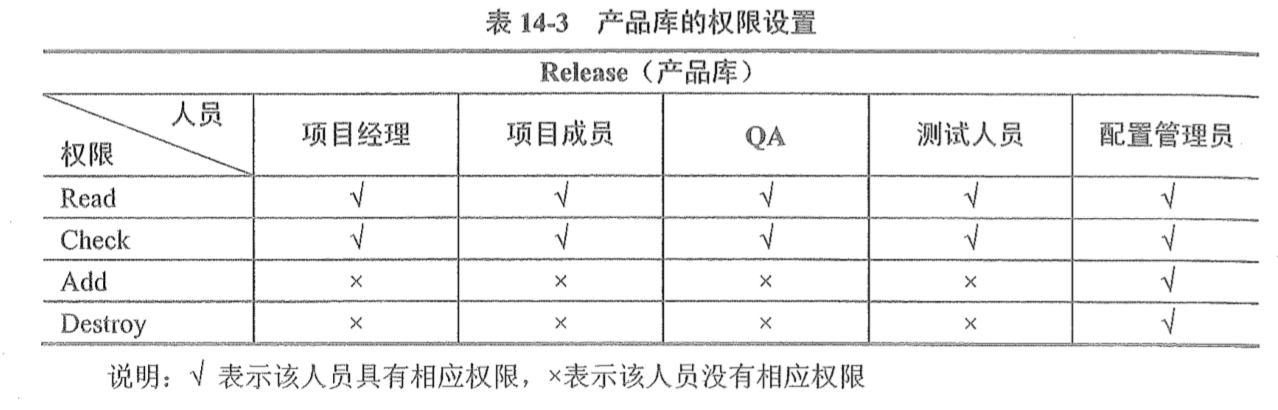 表 14-3 产品库的权限设置
Release（产品库）
人员
权限
项目经理 项目成员 QA 测试人员 配置管理员
Read √ √ √ √ √
Check √ √ √ √ √
Add × × × × √
Destroy × × × × √
说明：√ 表示该人员具有相应权限，×表示该人员没有相应权限